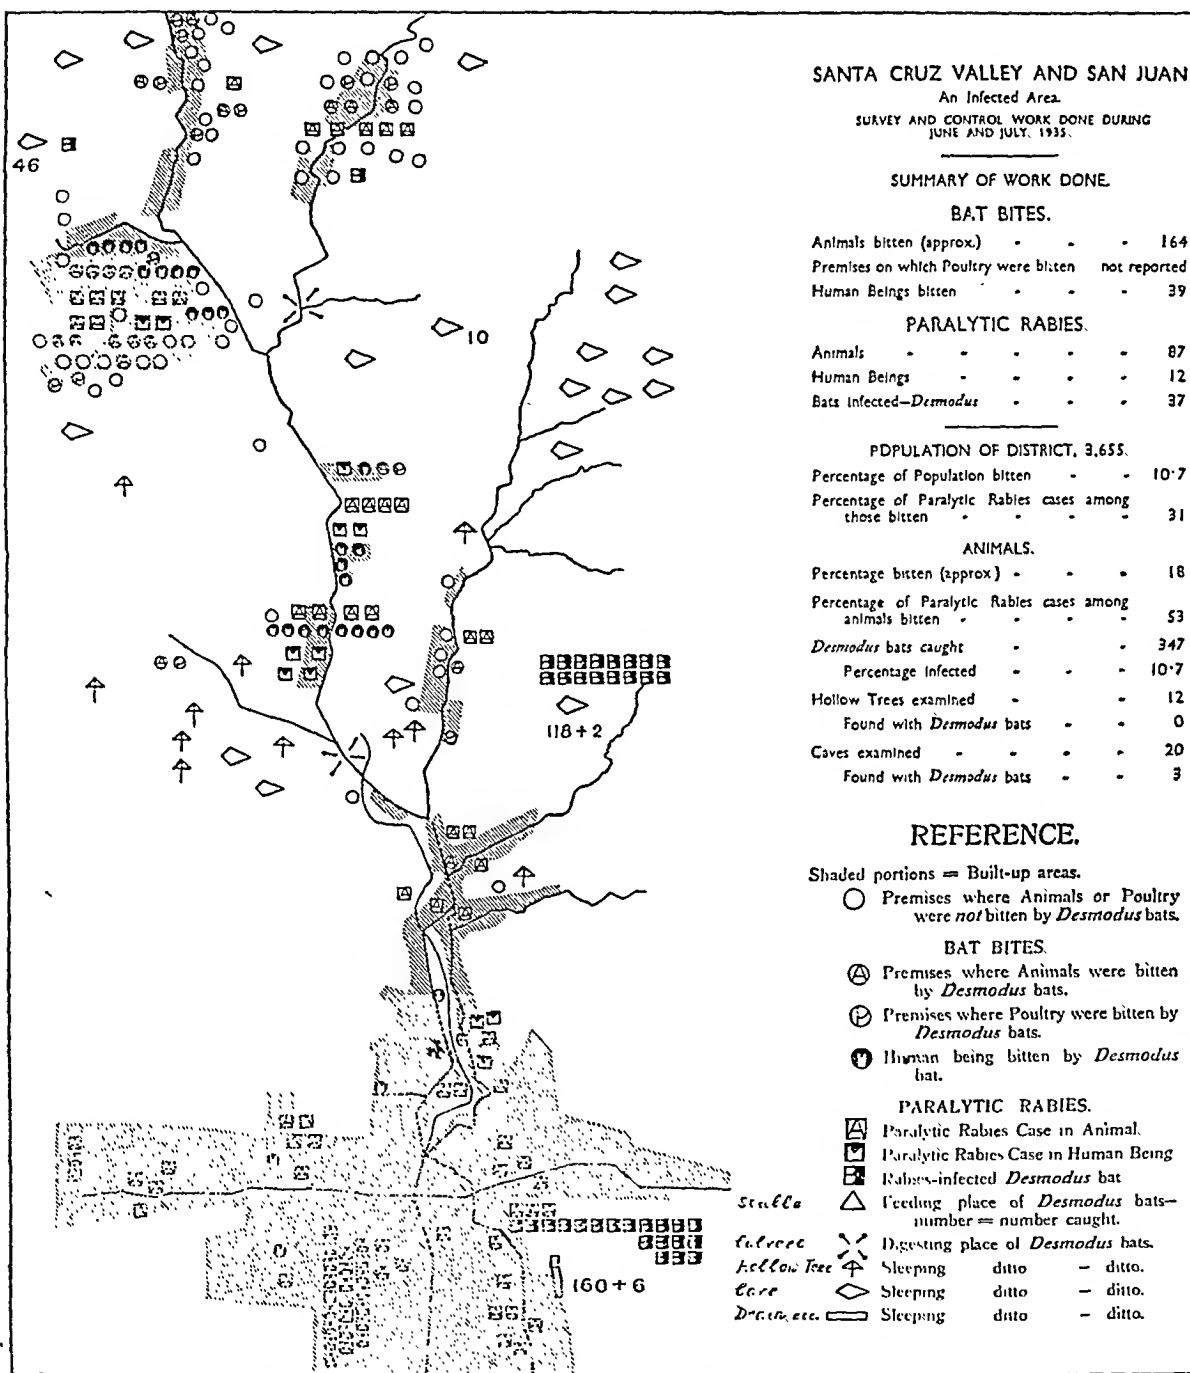 SANTA CRUZ VALLEY AND SAN JUAN
An Infected Area.
SURVEY AND CONTROL WORK DONE DURING
JUNE AND JULY, 1935.
SUMMARY OF WORK DONE.
BAT BITES.
Animals bitten (approx.) - - - 164
Premises on which Poultry were bitten not reported
Human Beings bitten - - - 39
PARALYTIC RABIES.
Animals - - - - - - 87
Human Beings - - - - 12
Bats Infected—Desmodus - - - 37
POPULATION OF DISTRICT, 3,655.
Percentage of Population bitten - - 10·7
Percentage of Paralytic Rabies cases among
those bitten - - - - 31
ANIMALS.
Percentage bitten (approx) - - - 18
Percentage of Paralytic Rabies cases among
animals bitten - - - - 53
Desmodus bats caught - - 347
Percentage Infected - - - 10·7
Hollow Trees examined - - - 12
Found with Desmodus bats - - 0
Caves examined - - - - 20
Found with Desmodus bats - - 3
REFERENCE.
Shaded portions = Built-up areas.
Premises where Animals or Poultry
were not bitten by Desmodus bats.
BAT BITES.
A Premises where Animals were bitten
by Desmodus bats.
P Premises where Poultry were bitten by
Desmodus bats.
Human being bitten by Desmodus
bat.
PARALYTIC RABIES.
A Paralytic Rabies Case in Animal.
Paralytic Rabies Case in Human Being
Rabies-infected Desmodus bat
Feeding place of Desmodus bats—
number = number caught.
Culvert Digesting place of Desmodus bats.
Hollow Tree Sleeping ditto - ditto.
Cave Sleeping ditto - ditto.
Drain, etc. Sleeping ditto - ditto.
46
10
118+2
160+6